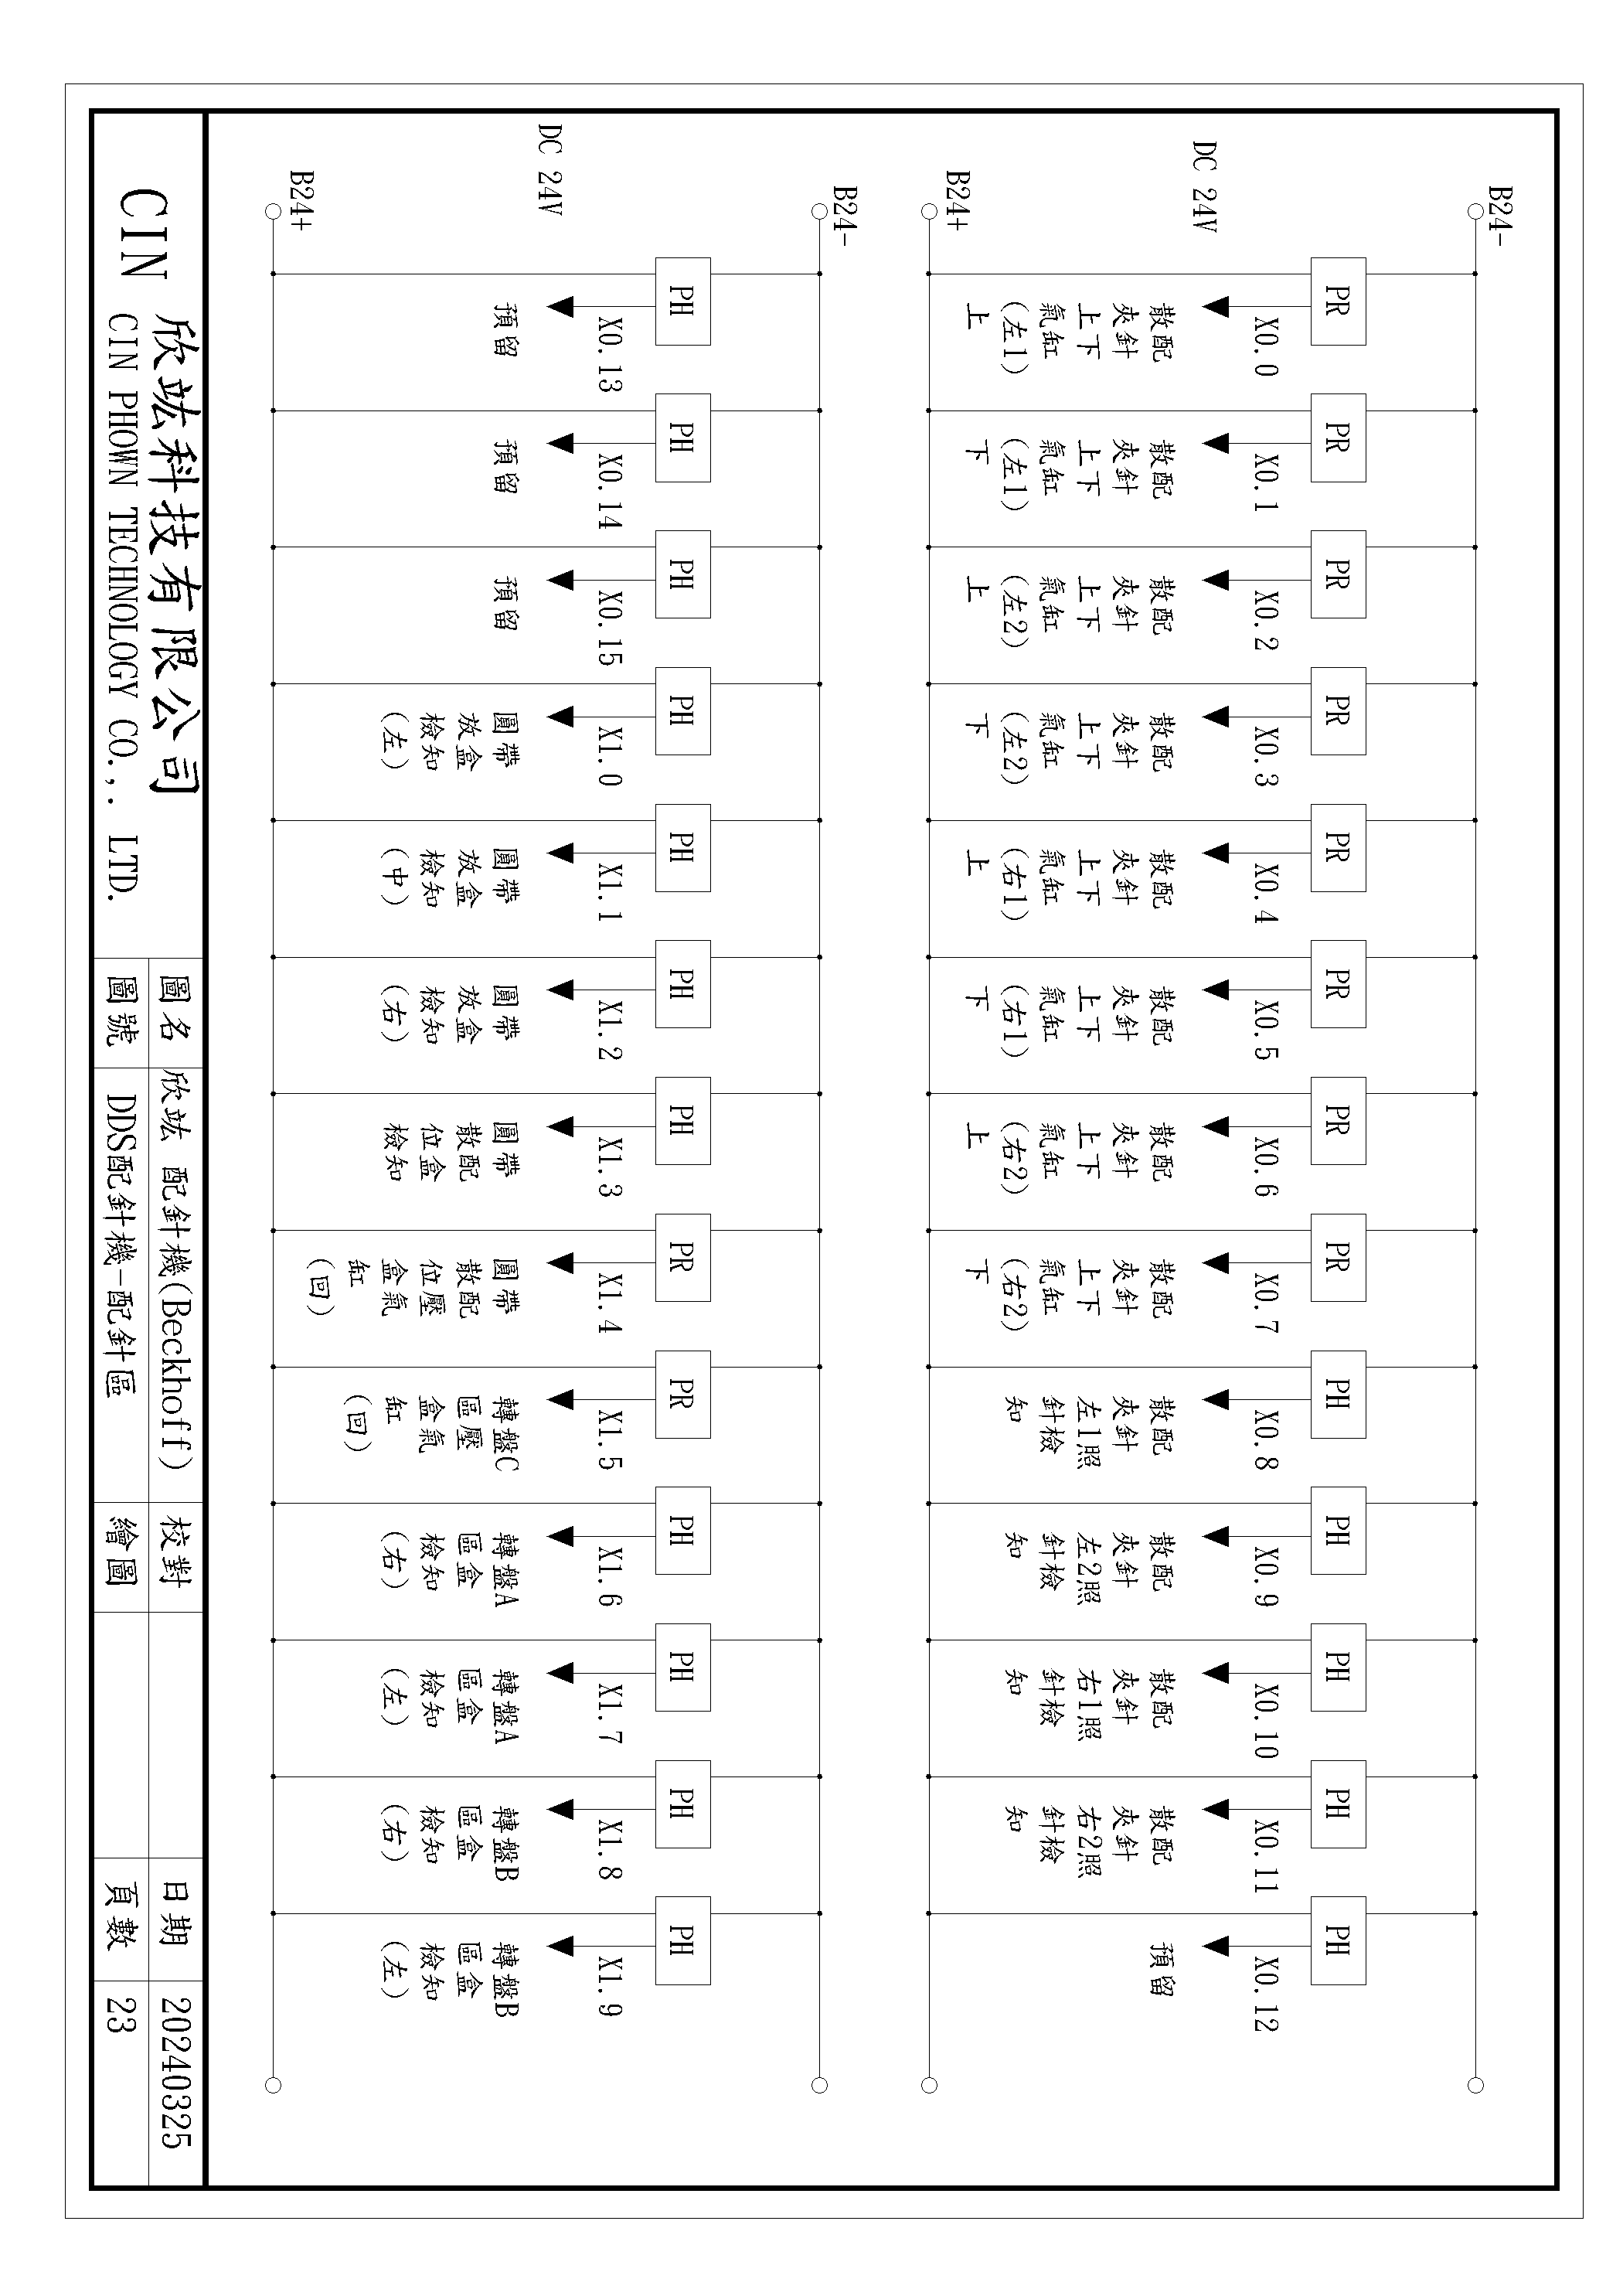 B24-
DC 24V
B24+
PR
X0.0
散配
夾針
上下
氣缸
(左1)
上
PR
X0.1
散配
夾針
上下
氣缸
(左1)
下
PR
X0.2
散配
夾針
上下
氣缸
(左2)
上
PR
X0.3
散配
夾針
上下
氣缸
(左2)
下
PR
X0.4
散配
夾針
上下
氣缸
(右1)
上
PR
X0.5
散配
夾針
上下
氣缸
(右1)
下
PR
X0.6
散配
夾針
上下
氣缸
(右2)
上
PR
X0.7
散配
夾針
上下
氣缸
(右2)
下
PH
X0.8
散配
夾針
左1照
針檢
知
PH
X0.9
散配
夾針
左2照
針檢
知
PH
X0.10
散配
夾針
右1照
針檢
知
PH
X0.11
散配
夾針
右2照
針檢
知
PH
X0.12
預留
B24-
DC 24V
B24+
PH
X0.13
預留
PH
X0.14
預留
PH
X0.15
預留
PH
X1.0
圓帶
放盒
檢知
(左)
PH
X1.1
圓帶
放盒
檢知
(中)
PH
X1.2
圓帶
放盒
檢知
(右)
PH
X1.3
圓帶
散配
位盒
檢知
PR
X1.4
圓帶
散配
位壓
盒氣
缸
(回)
PR
X1.5
轉盤C
區壓
盒氣
缸
(回)
PH
X1.6
轉盤A
區盒
檢知
(右)
PH
X1.7
轉盤A
區盒
檢知
(左)
PH
X1.8
轉盤B
區盒
檢知
(右)
PH
X1.9
轉盤B
區盒
檢知
(左)
CIN
欣竑科技有限公司
CIN PHOWN TECHNOLOGY CO.,. LTD.
圖名
欣竑 配針機(Beckhoff)
校對
日期
20240325
圖號
DDS配針機-配針區
繪圖
頁數
23